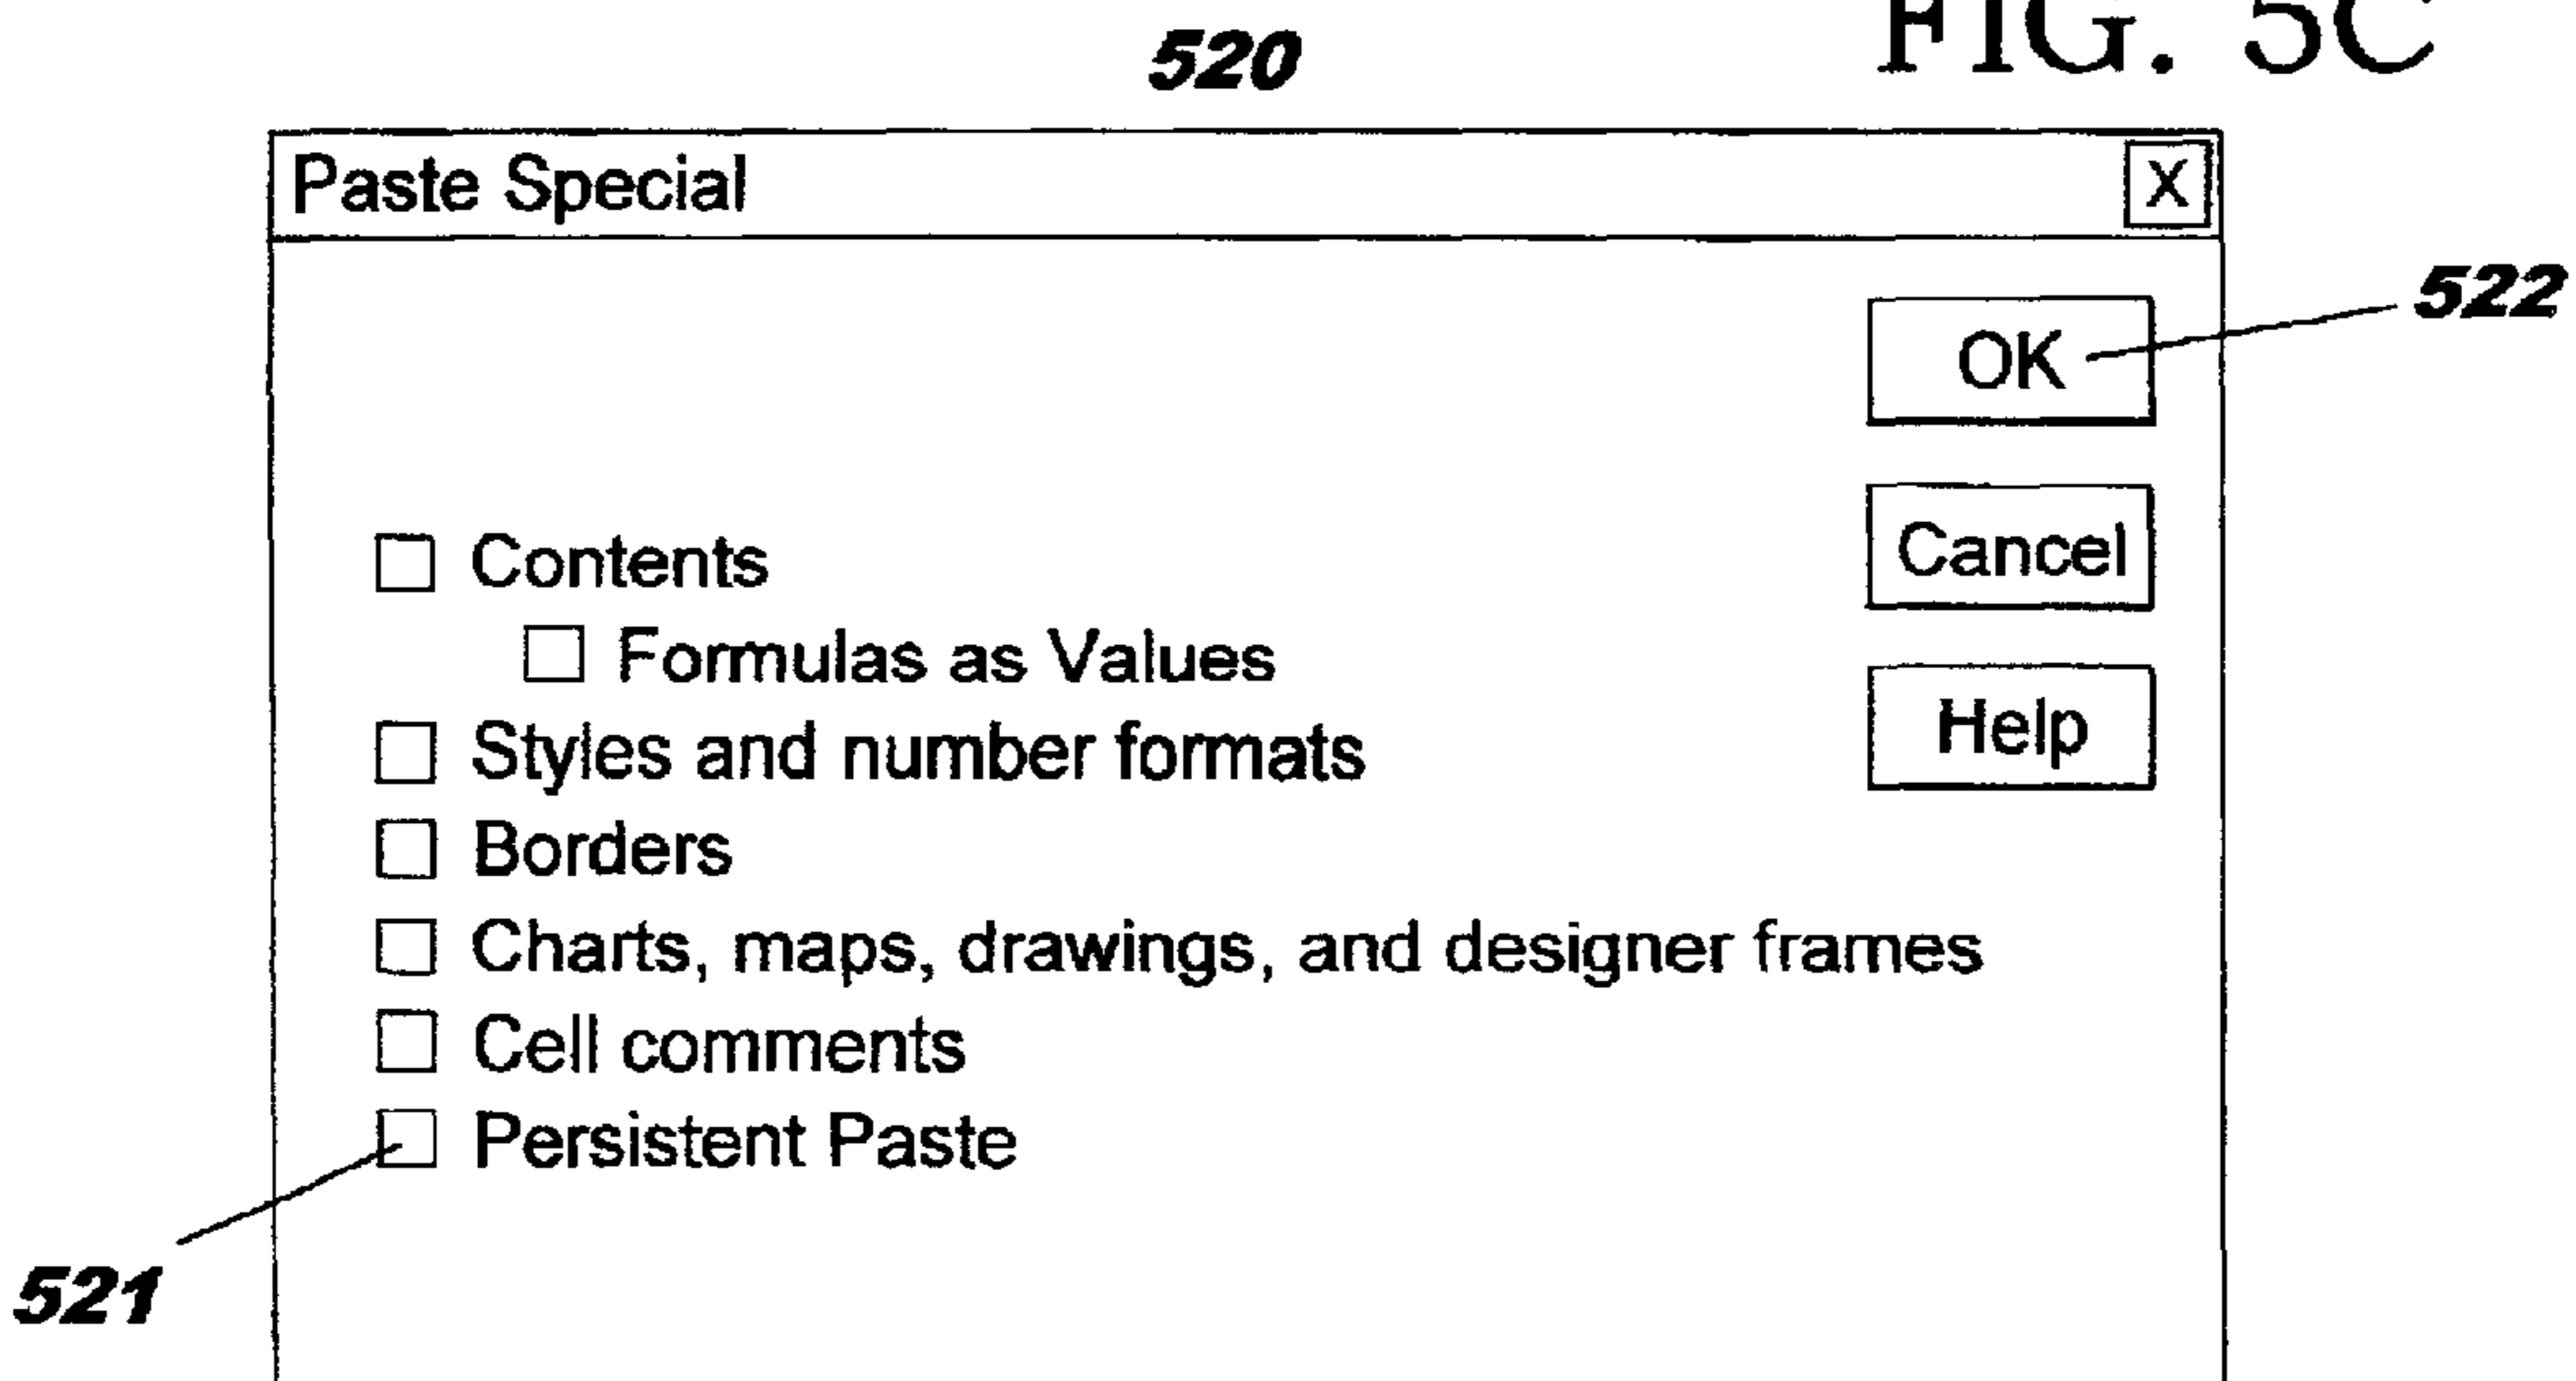 FIG. 5C
520
Paste Special X
522
OK
Cancel
Contents
Formulas as Values
Help
Styles and number formats
Borders
Charts, maps, drawings, and designer frames
Cell comments
Persistent Paste
521